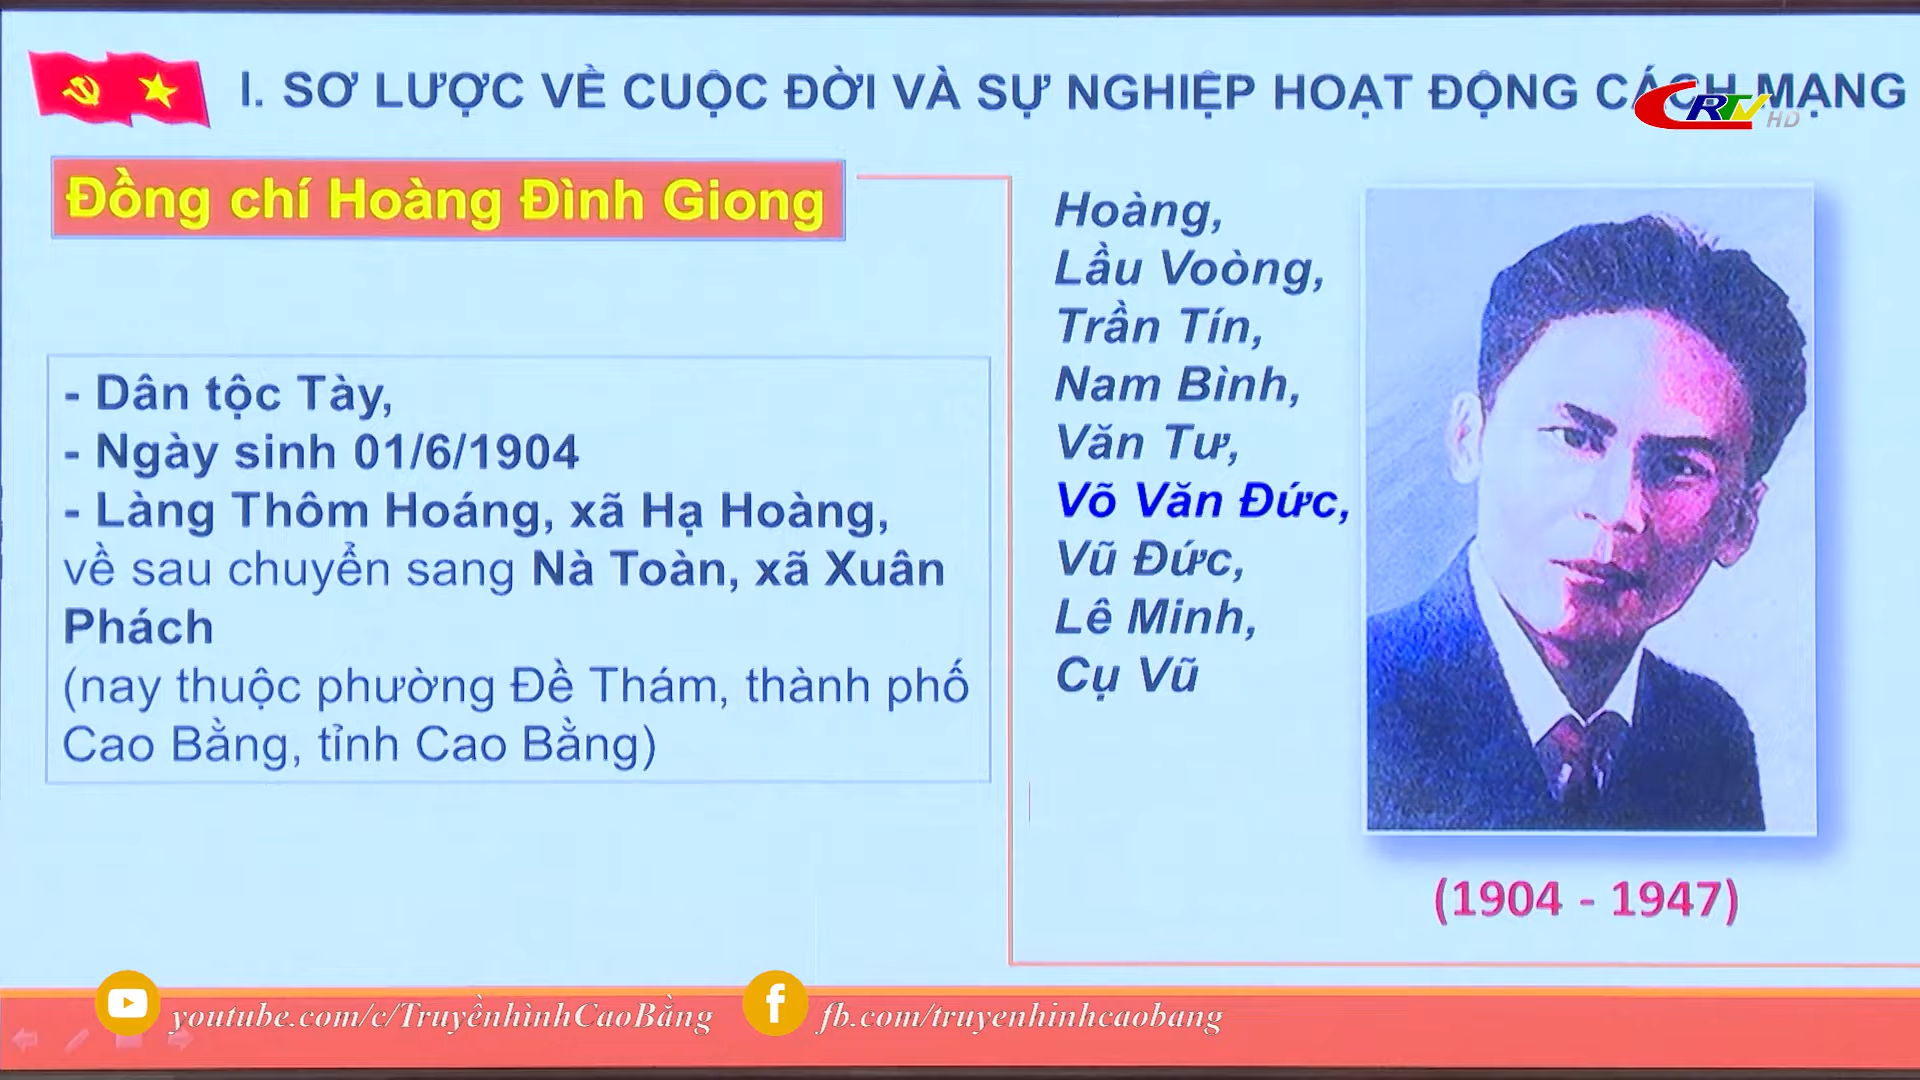 I. SƠ LƯỢC VỀ CUỘC ĐỜI VÀ SỰ NGHIỆP HOẠT ĐỘNG CÁCH MẠNG
CRTV HD
Đồng chí Hoàng Đình Giong
- Dân tộc Tày,
- Ngày sinh 01/6/1904
- Làng Thôm Hoáng, xã Hạ Hoàng,
về sau chuyển sang Nà Toàn, xã Xuân
Phách
(nay thuộc phường Đề Thám, thành phố
Cao Bằng, tỉnh Cao Bằng)
Hoàng,
Lầu Voòng,
Trần Tín,
Nam Bình,
Văn Tư,
Võ Văn Đức,
Vũ Đức,
Lê Minh,
Cụ Vũ
(1904 - 1947)
youtube.com/c/TruyềnhìnhCaoBằng
fb.com/truyenhinhcaobang